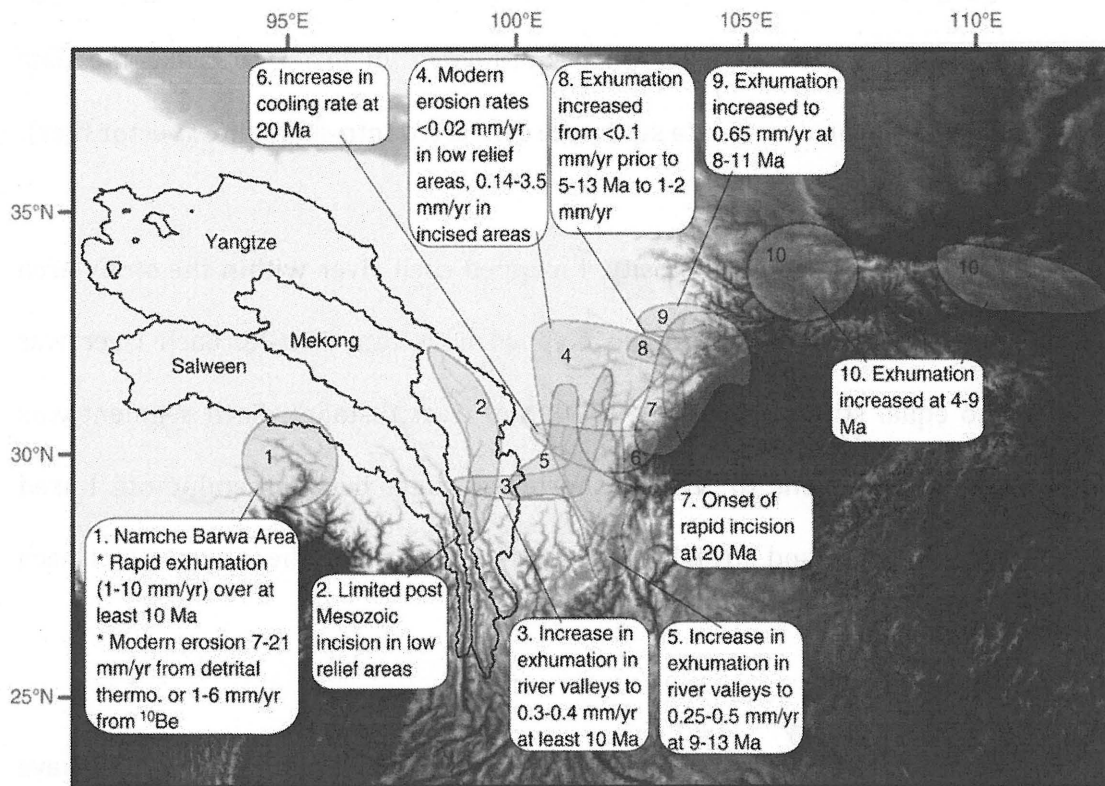 95°E
100°E
105°E
110°E
6. Increase in
cooling rate at
20 Ma
4. Modern
erosion rates
<0.02 mm/yr
in low relief
areas, 0.14-3.5
mm/yr in
incised areas
8. Exhumation
increased
from <0.1
mm/yr prior to
5-13 Ma to 1-2
mm/yr
9. Exhumation
increased to
0.65 mm/yr at
8-11 Ma
35°N
30°N
25°N
Yangtze
Mekong
Salween
1
2
3
4
5
6
7
8
9
10
10
10. Exhumation
increased at 4-9
Ma
7. Onset of
rapid incision
at 20 Ma
1. Namche Barwa Area
* Rapid exhumation
(1-10 mm/yr) over at
least 10 Ma
* Modern erosion 7-21
mm/yr from detrital
thermo. or 1-6 mm/yr
from ¹⁰Be
2. Limited post
Mesozoic
incision in low
relief areas
3. Increase in
exhumation in
river valleys to
0.3-0.4 mm/yr
at least 10 Ma
5. Increase in
exhumation in
river valleys to
0.25-0.5 mm/yr
at 9-13 Ma